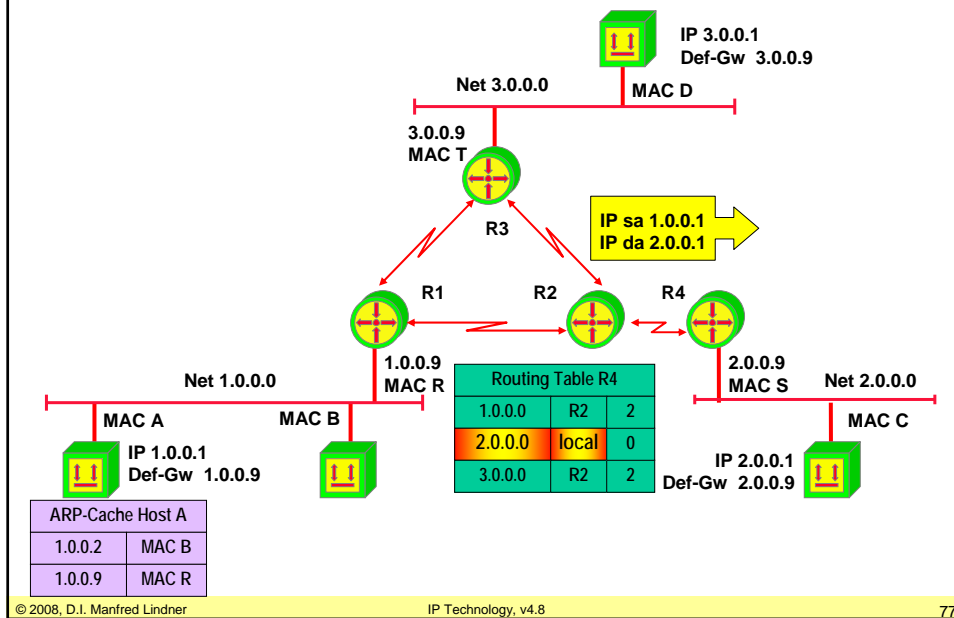 IP 3.0.0.1
Def-Gw 3.0.0.9
Net 3.0.0.0
MAC D
3.0.0.9
MAC T
R3
IP sa 1.0.0.1
IP da 2.0.0.1
R1
R2
R4
1.0.0.9
MAC R
2.0.0.9
MAC S
Net 1.0.0.0
Net 2.0.0.0
Routing Table R4
1.0.0.0 R2 2
2.0.0.0 local 0
3.0.0.0 R2 2
MAC A
MAC B
MAC C
IP 1.0.0.1
Def-Gw 1.0.0.9
IP 2.0.0.1
Def-Gw 2.0.0.9
ARP-Cache Host A
1.0.0.2 MAC B
1.0.0.9 MAC R
© 2008, D.I. Manfred Lindner IP Technology, v4.8 77